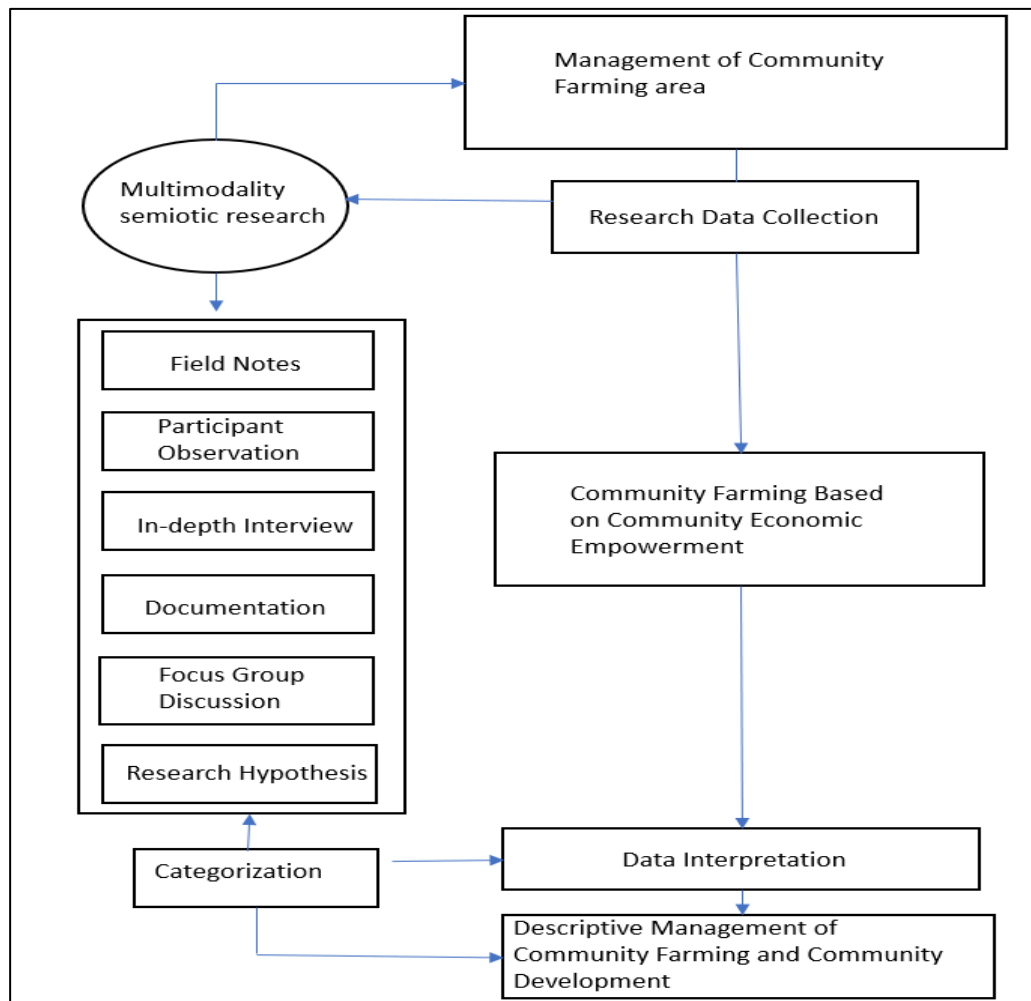 Management of Community
Farming area
Multimodality
semiotic research
Research Data Collection
Field Notes
Participant
Observation
In-depth Interview
Documentation
Focus Group
Discussion
Research Hypothesis
Community Farming Based
on Community Economic
Empowerment
Categorization
Data Interpretation
Descriptive Management of
Community Farming and Community
Development